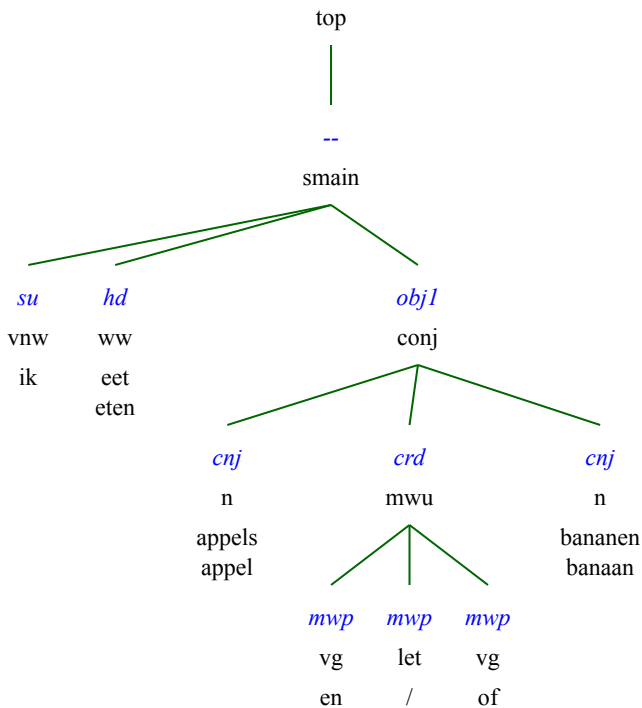 top
--
smain
su hd obj1
vnw ww conj
ik eet
eten
cnj crd cnj
n mwu n
appels bananen
appel banaan
mwp mwp mwp
vg let vg
en / of